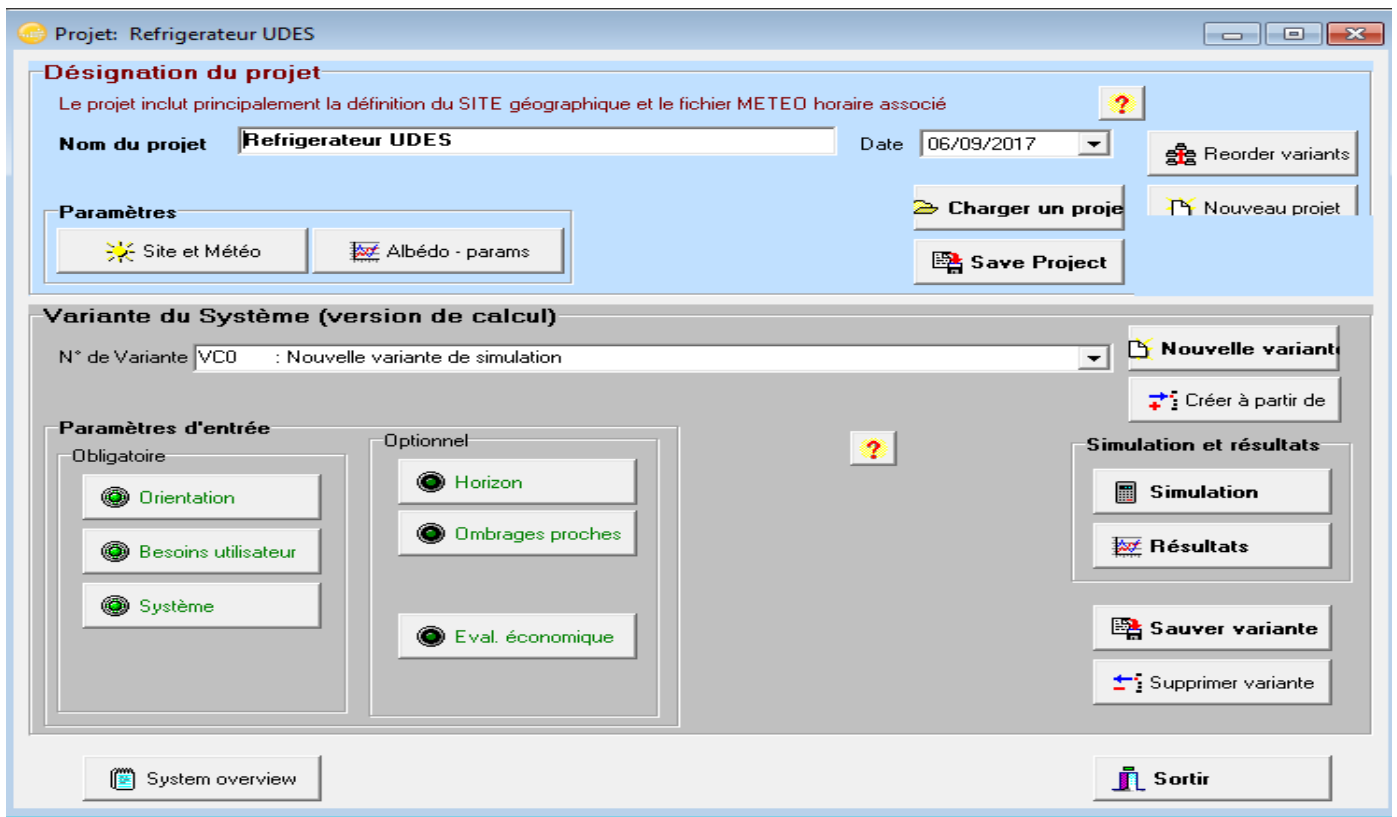 Projet: Refrigerateur UDES
Désignation du projet
Le projet inclut principalement la définition du SITE géographique et le fichier METEO horaire associé
?
Nom du projet Refrigerateur UDES Date 06/09/2017
Reorder variants
Paramètres
Charger un proje
Nouveau projet
Site et Météo Albédo - params
Save Project
Variante du Système (version de calcul)
N° de Variante VC0 : Nouvelle variante de simulation
Nouvelle variant
Créer à partir de
Paramètres d'entrée
Obligatoire
Orientation
Besoins utilisateur
Système
Optionnel
Horizon
Ombrages proches
Eval. économique
?
Simulation et résultats
Simulation
Résultats
Sauver variante
Supprimer variante
System overview
Sortir